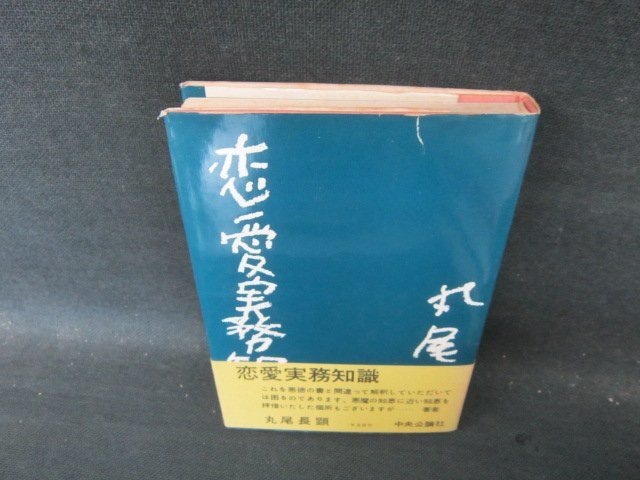 恋愛実務知
丸尾
恋愛実務知識
これを悪徳の書と間違って解釈していただいて
は困るのであります。悪魔の知恵に占い知恵を
拝借いたした個所もございますが……著者
丸尾長顕
中央公論社